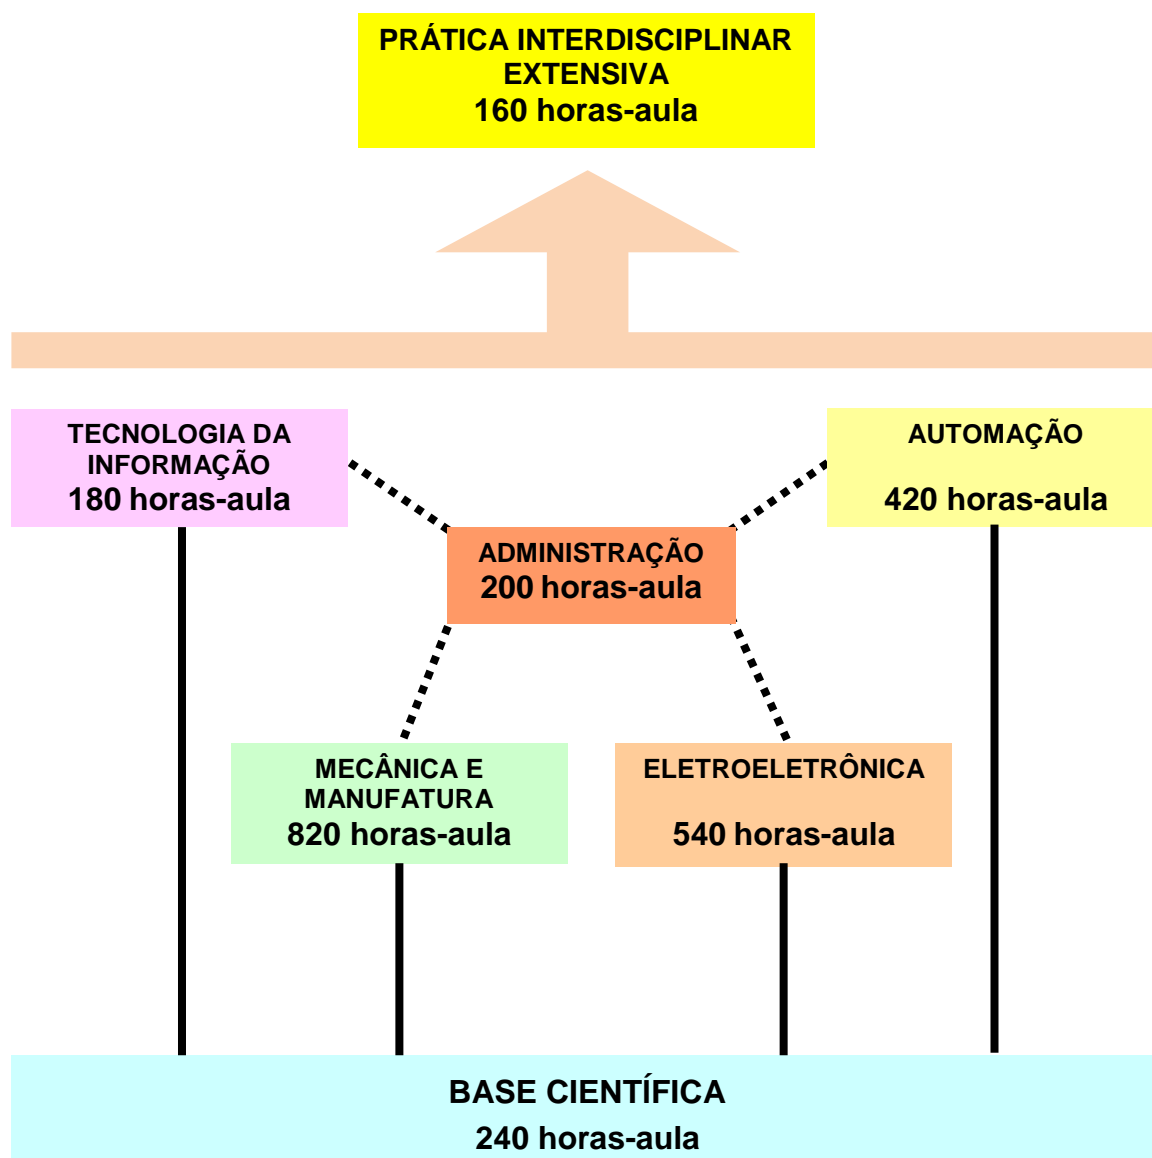 PRÁTICA INTERDISCIPLINAR
EXTENSIVA
160 horas-aula
TECNOLOGIA DA
INFORMAÇÃO
180 horas-aula
AUTOMAÇÃO
420 horas-aula
ADMINISTRAÇÃO
200 horas-aula
MECÂNICA E
MANUFATURA
820 horas-aula
ELETROELETRÔNICA
540 horas-aula
BASE CIENTÍFICA
240 horas-aula